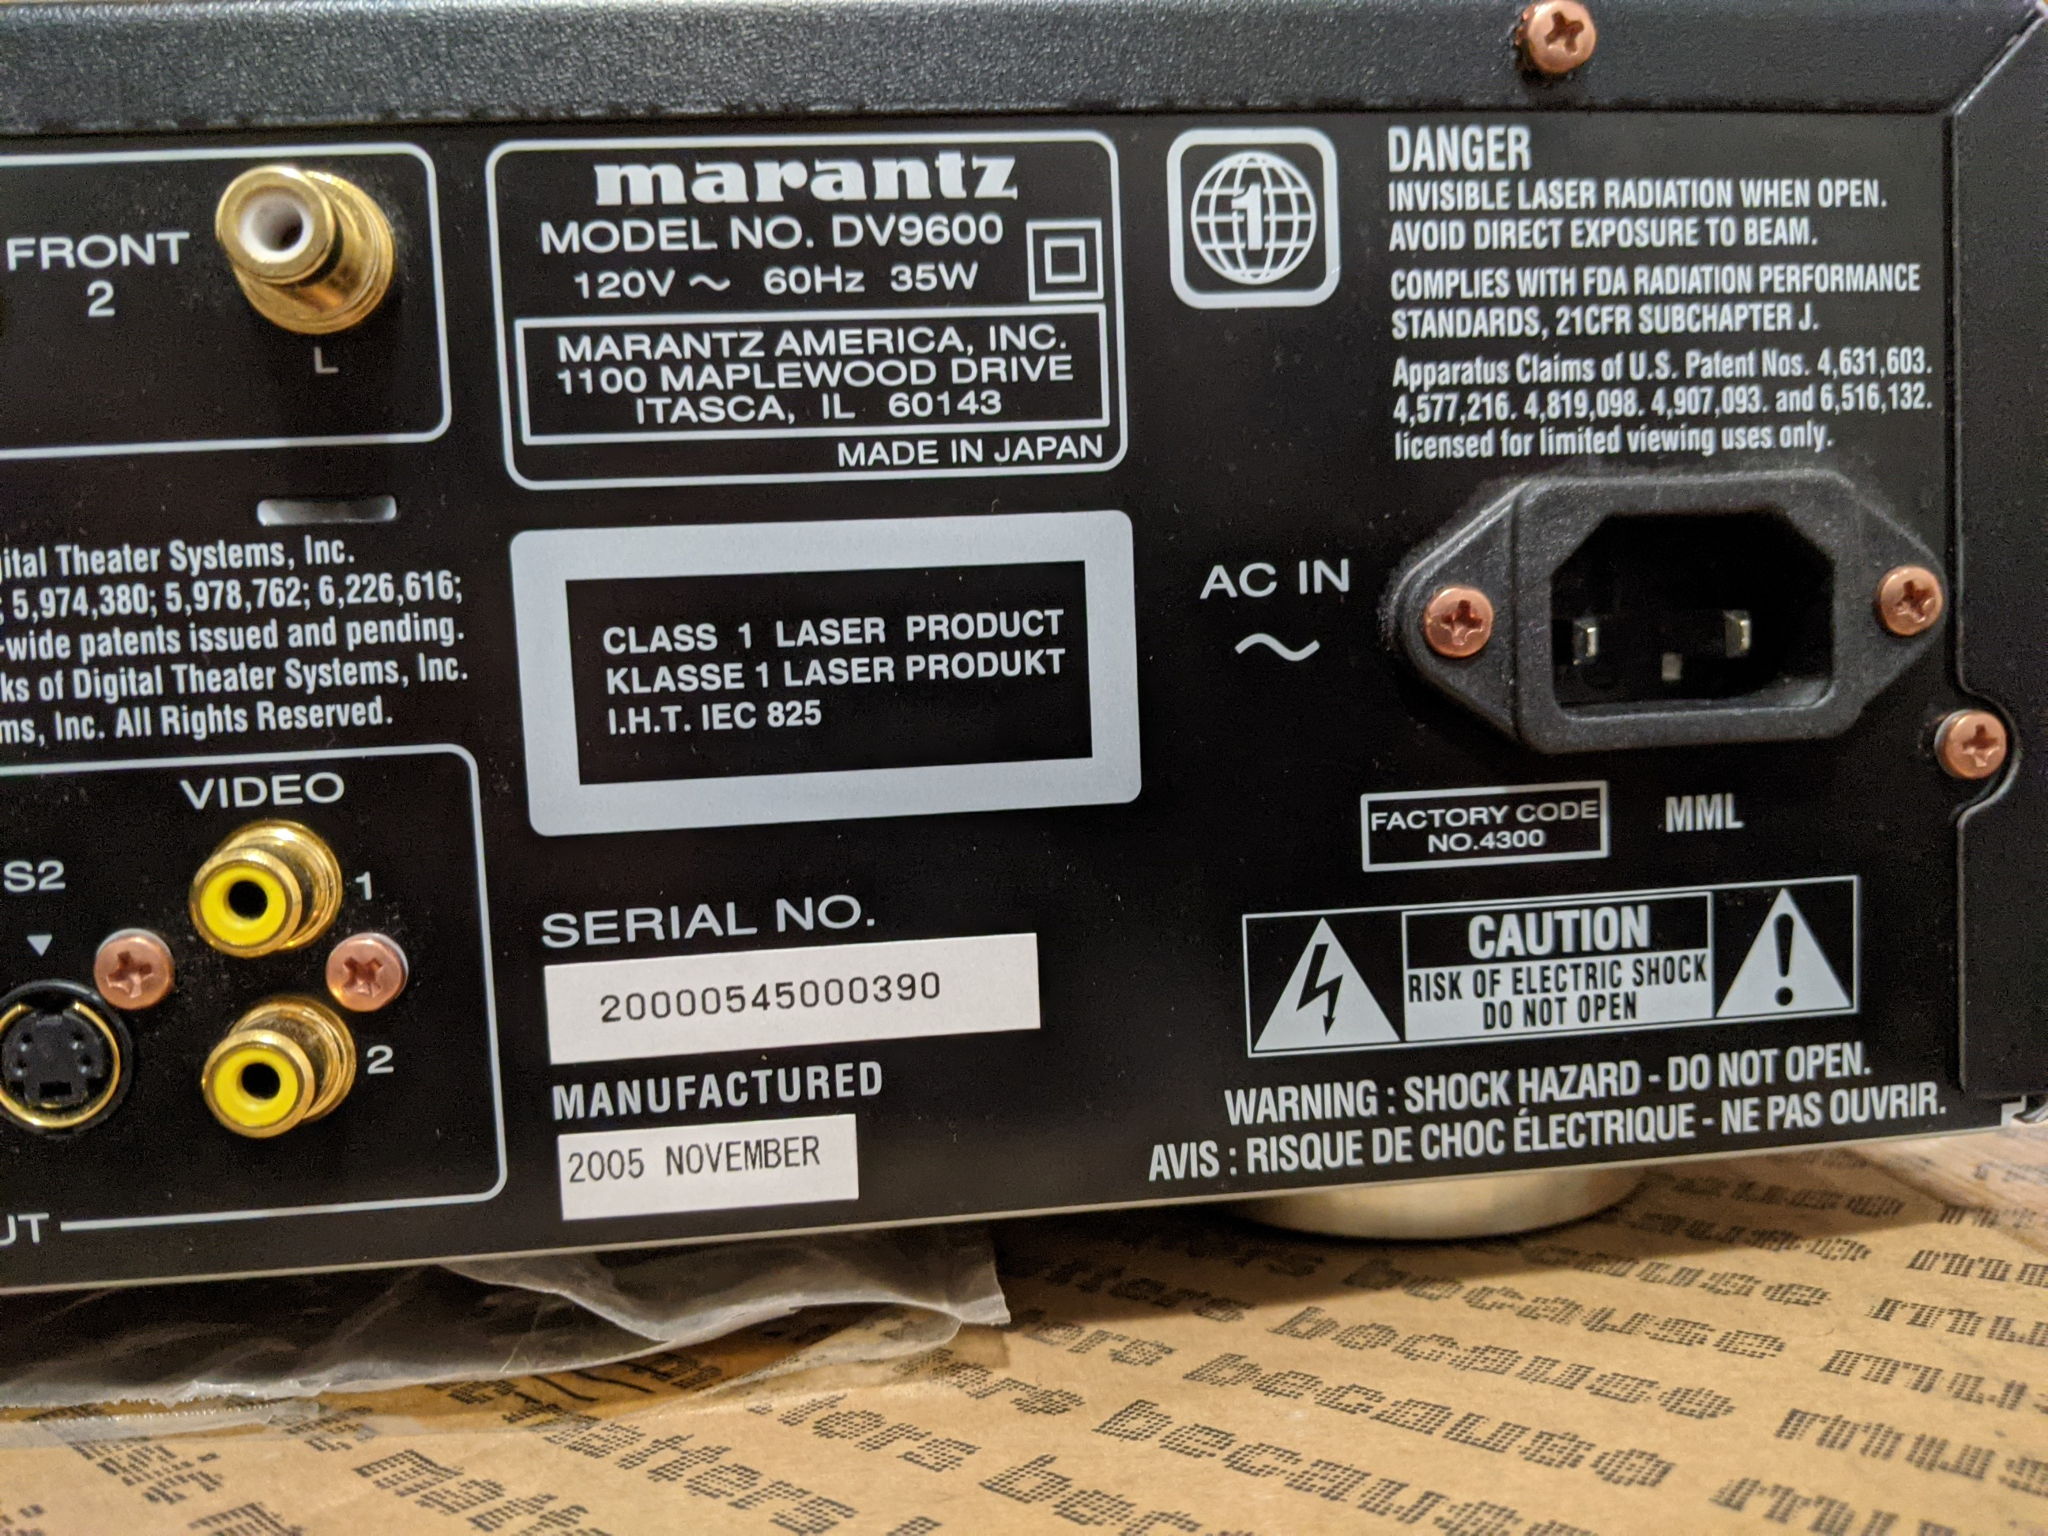 FRONT
2
L
marantz
MODEL NO. DV9600
120V ～ 60Hz 35W
MARANTZ AMERICA, INC.
1100 MAPLEWOOD DRIVE
ITASCA, IL 60143
MADE IN JAPAN
1
DANGER
INVISIBLE LASER RADIATION WHEN OPEN.
AVOID DIRECT EXPOSURE TO BEAM.
COMPLIES WITH FDA RADIATION PERFORMANCE
STANDARDS, 21CFR SUBCHAPTER J.
Apparatus Claims of U.S. Patent Nos. 4,631,603.
4,577,216. 4,819,098. 4,907,093. and 6,516,132.
licensed for limited viewing uses only.
Theater Systems, Inc.
; 5,974,380; 5,978,762; 6,226,616;
-wide patents issued and pending.
of Digital Theater Systems, Inc.
Inc. All Rights Reserved.
CLASS 1 LASER PRODUCT
KLASSE 1 LASER PRODUKT
I.H.T. IEC 825
AC IN
～
VIDEO
S2
1
2
SERIAL NO.
20000545000390
MANUFACTURED
2005 NOVEMBER
FACTORY CODE
NO.4300
MML
CAUTION
RISK OF ELECTRIC SHOCK
DO NOT OPEN
WARNING : SHOCK HAZARD - DO NOT OPEN.
AVIS : RISQUE DE CHOC ÉLECTRIQUE - NE PAS OUVRIR.
because
because
because
because